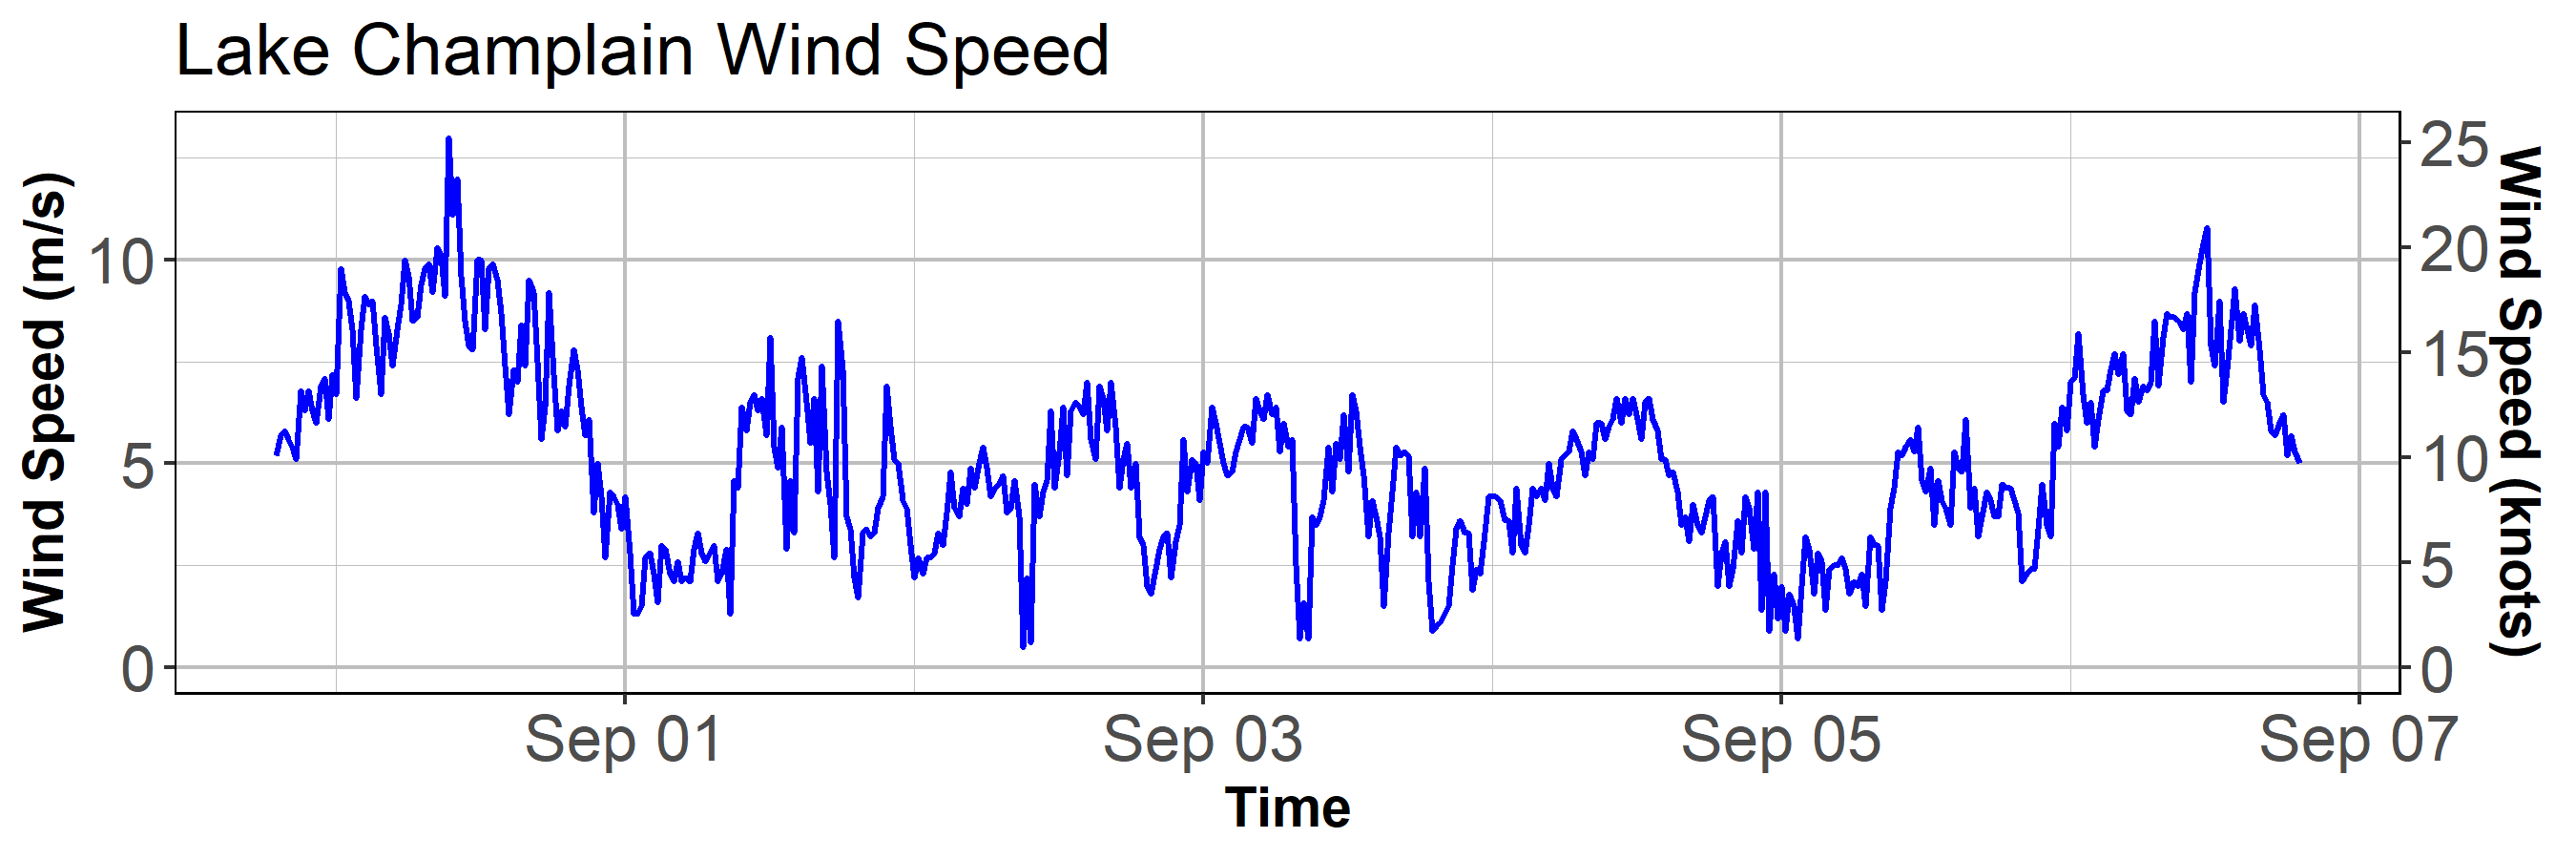 Lake Champlain Wind Speed
Wind Speed (m/s)
10
5
0
25
20
15
10
5
0
Wind Speed (knots)
Sep 01 Sep 03 Sep 05 Sep 07
Time